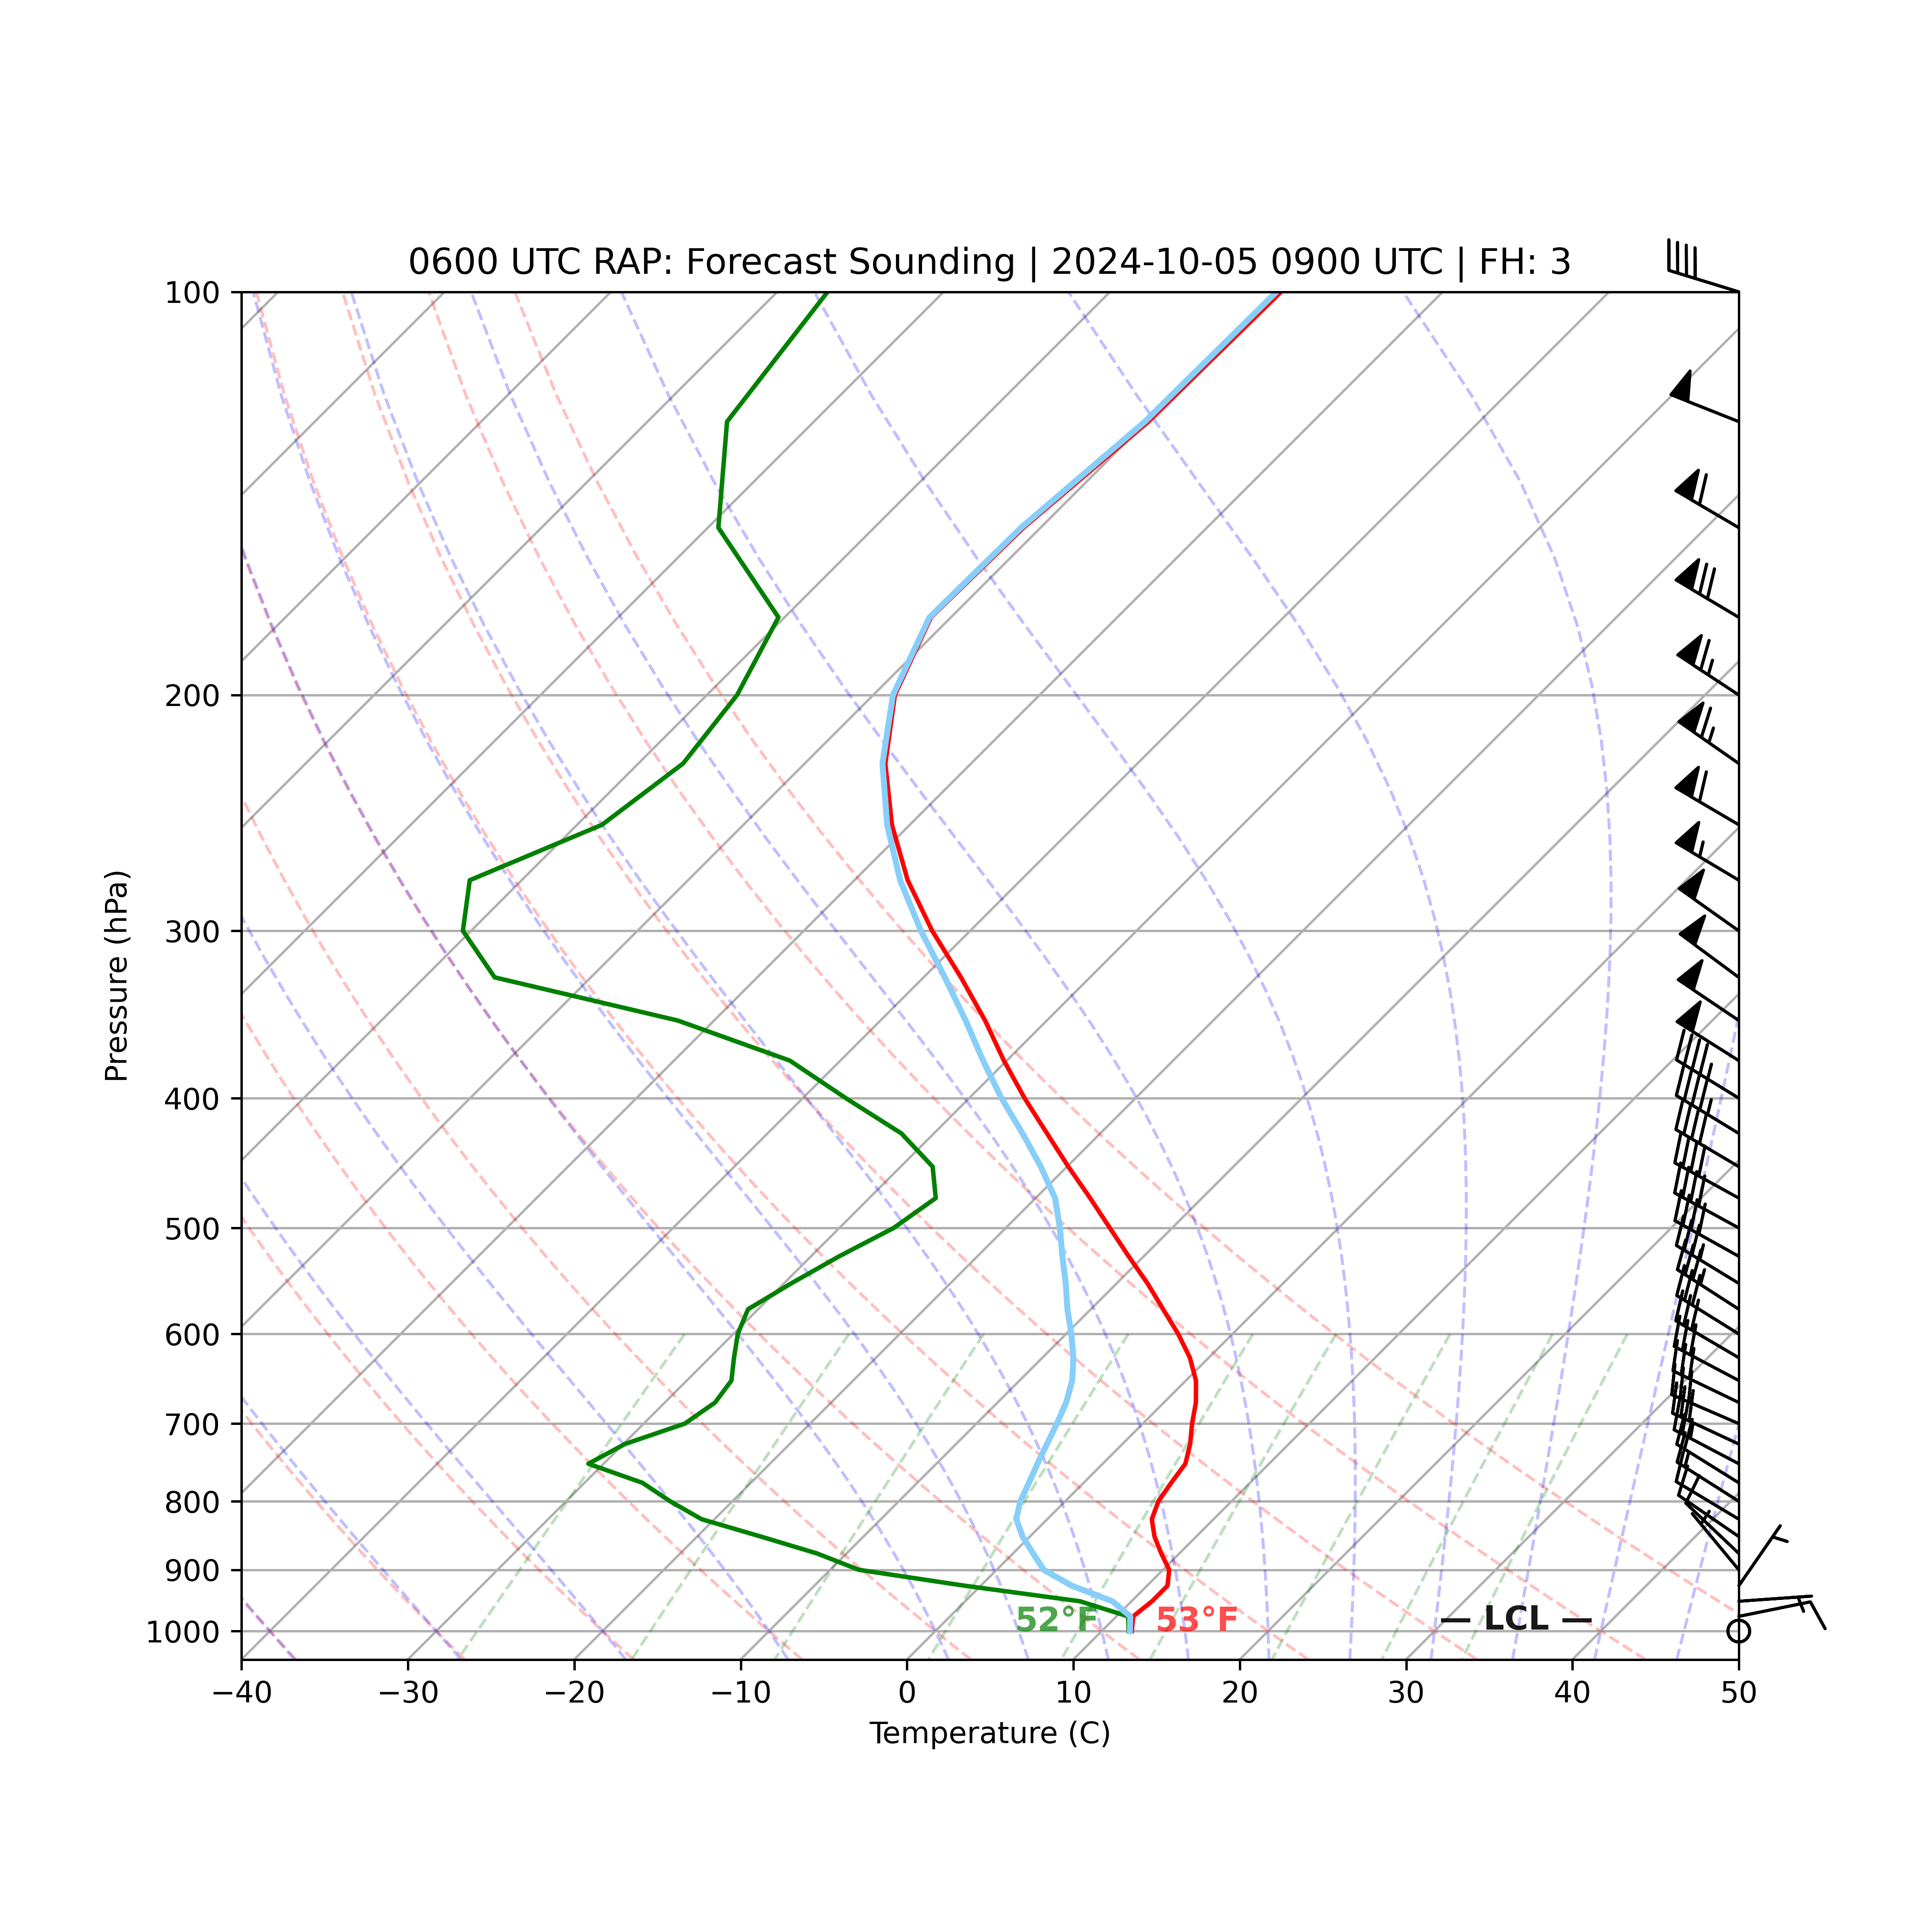 0600 UTC RAP: Forecast Sounding | 2024-10-05 0900 UTC | FH: 3
100
200
300
400
500
600
700
800
900
1000
Pressure (hPa)
52°F 53°F — LCL —
−40 −30 −20 −10 0 10 20 30 40 50
Temperature (C)